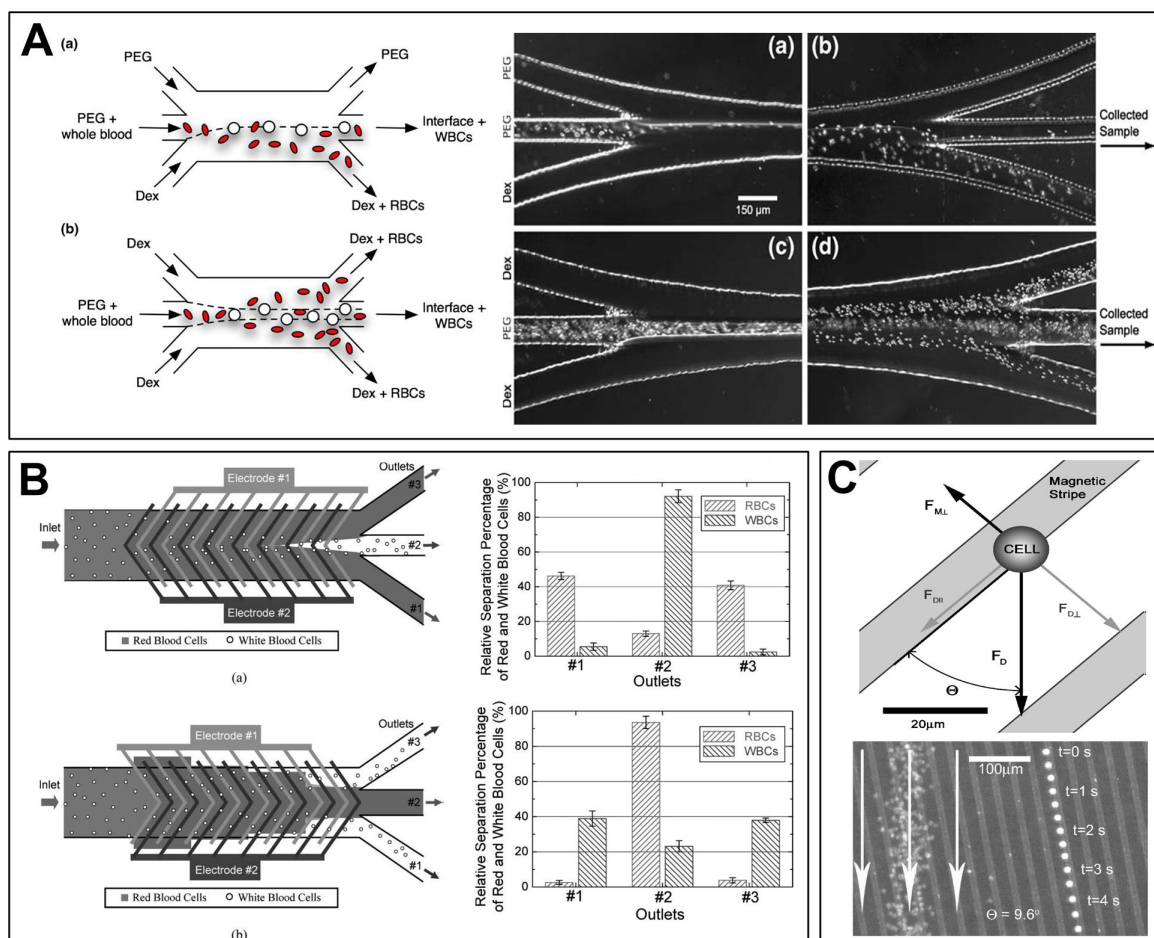 A
(a)
PEG
PEG
PEG +
whole blood
Interface +
WBCs
Dex
Dex + RBCs
(b)
Dex
Dex + RBCs
PEG +
whole blood
Interface +
WBCs
Dex
Dex + RBCs
(a)
(b)
PEG
PEG
Dex
150 µm
Collected
Sample
(c)
(d)
Dex
PEG
Dex
Collected
Sample
B
Electrode #1
Outlets
#3
Inlet
#2
#1
Electrode #2
Red Blood Cells
White Blood Cells
(a)
Relative Separation Percentage
of Red and White Blood Cells (%)
100
80
60
40
20
0
RBCs
WBCs
#1
#2
#3
Outlets
Electrode #1
Outlets
#3
Inlet
#2
#1
Electrode #2
Red Blood Cells
White Blood Cells
(b)
Relative Separation Percentage
of Red and White Blood Cells (%)
100
80
60
40
20
0
RBCs
WBCs
#1
#2
#3
Outlets
C
Magnetic
Stripe
FM⊥
CELL
FDII
FD⊥
FD
Θ
20µm
100µm
t=0 s
t=1 s
t=2 s
t=3 s
t=4 s
Θ = 9.6º